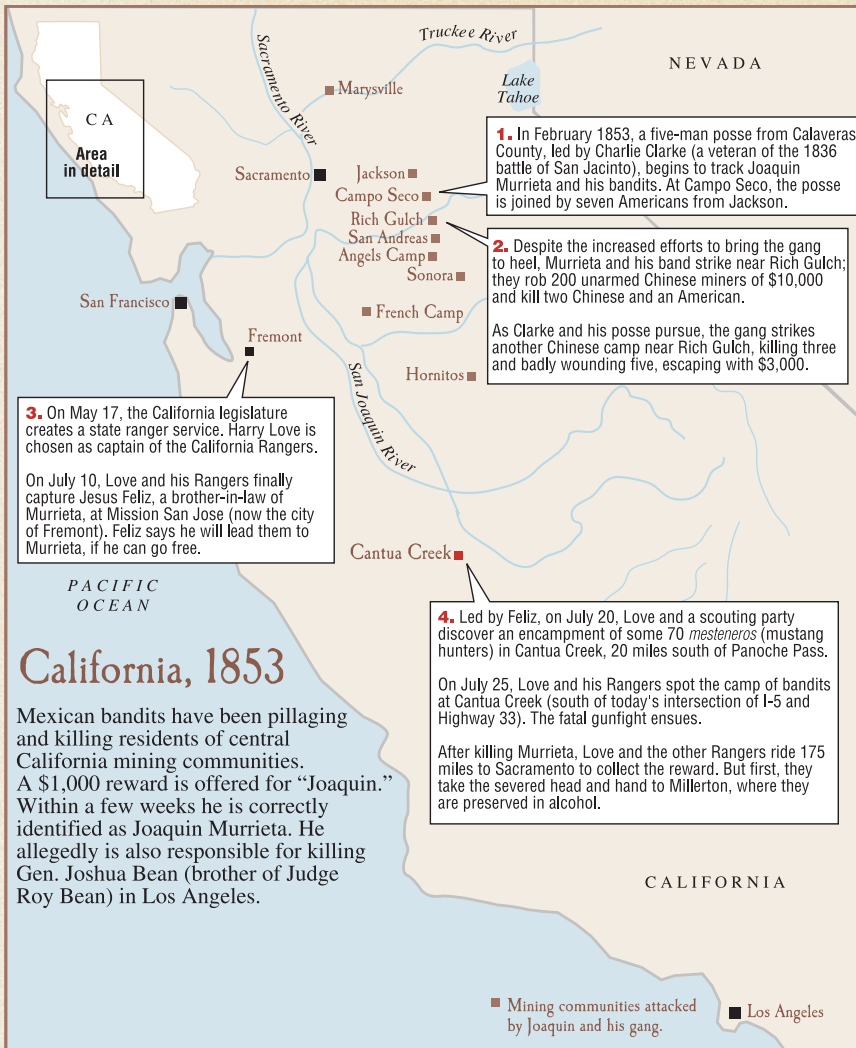 Truckee River
NEVADA
Sacramento River
Lake
Tahoe
Marysville
CA
Area
in detail
Sacramento
Jackson
Campo Seco
Rich Gulch
San Andreas
Angels Camp
Sonora
French Camp
San Francisco
Fremont
Hornitos
San Joaquin River
1. In February 1853, a five-man posse from Calaveras
County, led by Charlie Clarke (a veteran of the 1836
battle of San Jacinto), begins to track Joaquin
Murrieta and his bandits. At Campo Seco, the posse
is joined by seven Americans from Jackson.
2. Despite the increased efforts to bring the gang
to heel, Murrieta and his band strike near Rich Gulch;
they rob 200 unarmed Chinese miners of $10,000
and kill two Chinese and an American.
As Clarke and his posse pursue, the gang strikes
another Chinese camp near Rich Gulch, killing three
and badly wounding five, escaping with $3,000.
3. On May 17, the California legislature
creates a state ranger service. Harry Love is
chosen as captain of the California Rangers.
On July 10, Love and his Rangers finally
capture Jesus Feliz, a brother-in-law of
Murrieta, at Mission San Jose (now the city
of Fremont). Feliz says he will lead them to
Murrieta, if he can go free.
Cantua Creek
PACIFIC
OCEAN
4. Led by Feliz, on July 20, Love and a scouting party
discover an encampment of some 70 mesteneros (mustang
hunters) in Cantua Creek, 20 miles south of Panoche Pass.
On July 25, Love and his Rangers spot the camp of bandits
at Cantua Creek (south of today's intersection of I-5 and
Highway 33). The fatal gunfight ensues.
After killing Murrieta, Love and the other Rangers ride 175
miles to Sacramento to collect the reward. But first, they
take the severed head and hand to Millerton, where they
are preserved in alcohol.
California, 1853
Mexican bandits have been pillaging
and killing residents of central
California mining communities.
A $1,000 reward is offered for “Joaquin.”
Within a few weeks he is correctly
identified as Joaquin Murrieta. He
allegedly is also responsible for killing
Gen. Joshua Bean (brother of Judge
Roy Bean) in Los Angeles.
CALIFORNIA
Mining communities attacked
by Joaquin and his gang.
Los Angeles